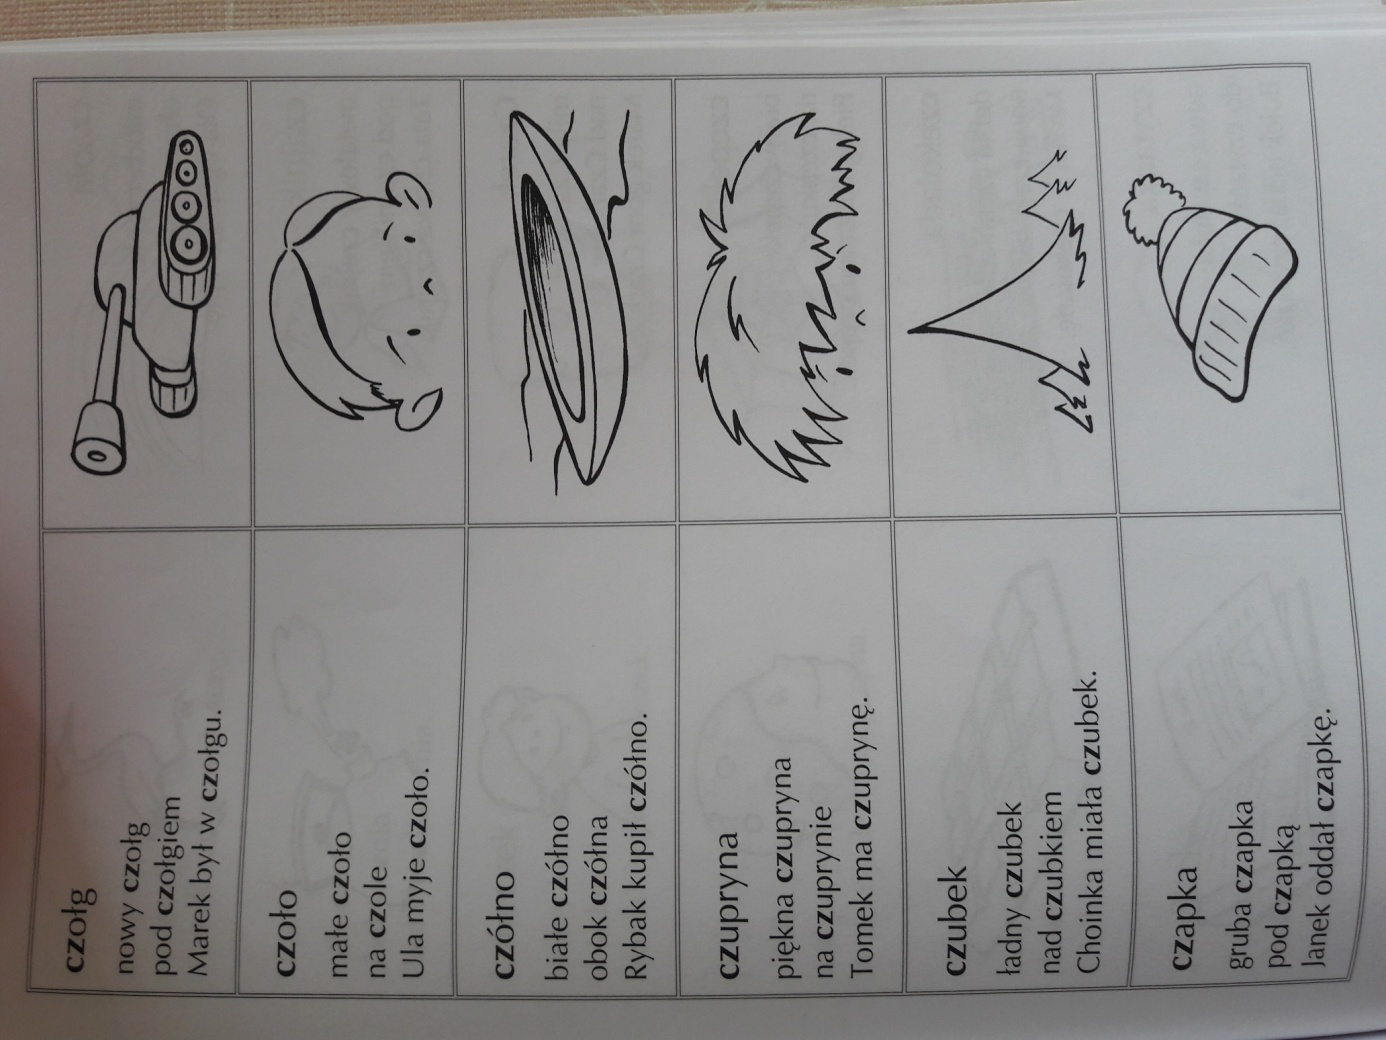 czołg
nowy czołg
pod czołgiem
Marek był w czołgu.
czoło
małe czoło
na czole
Ula myje czoło.
czółno
białe czółno
obok czółna
Rybak kupił czółno.
czupryna
piękna czupryna
na czuprynie
Tomek ma czuprynę.
czubek
ładny czubek
nad czubkiem
Choinka miała czubek.
czapka
gruba czapka
pod czapką
Janek oddał czapkę.